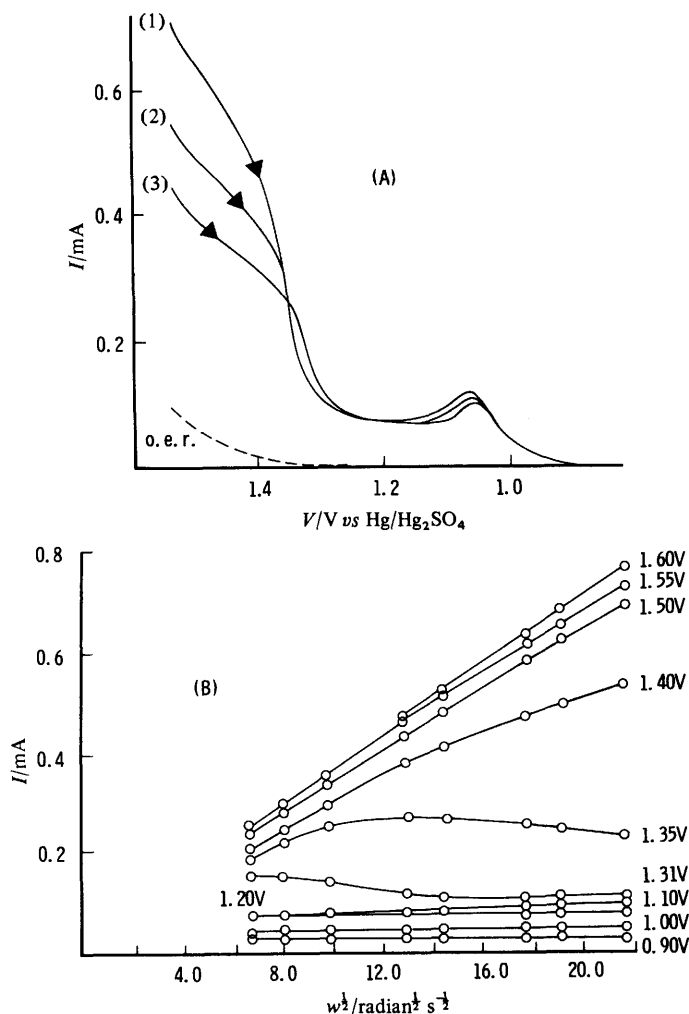 (1)
0.6
(2)
(A)
(3)
0.4
I/mA
0.2
o.e.r.
1.4
1.2
1.0
V/V vs Hg/Hg₂SO₄
0.8
1.60V
1.55V
1.50V
(B)
0.6
1.40V
I/mA
0.4
1.35V
0.2
1.31V
1.20V
1.10V
1.00V
0.90V
4.0
8.0
12.0
16.0
20.0
w½/radian½ s-½